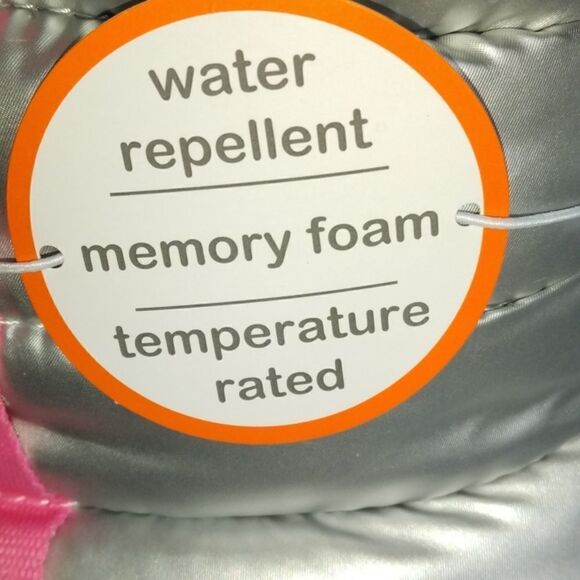 water
repellent
memory foam
temperature
rated